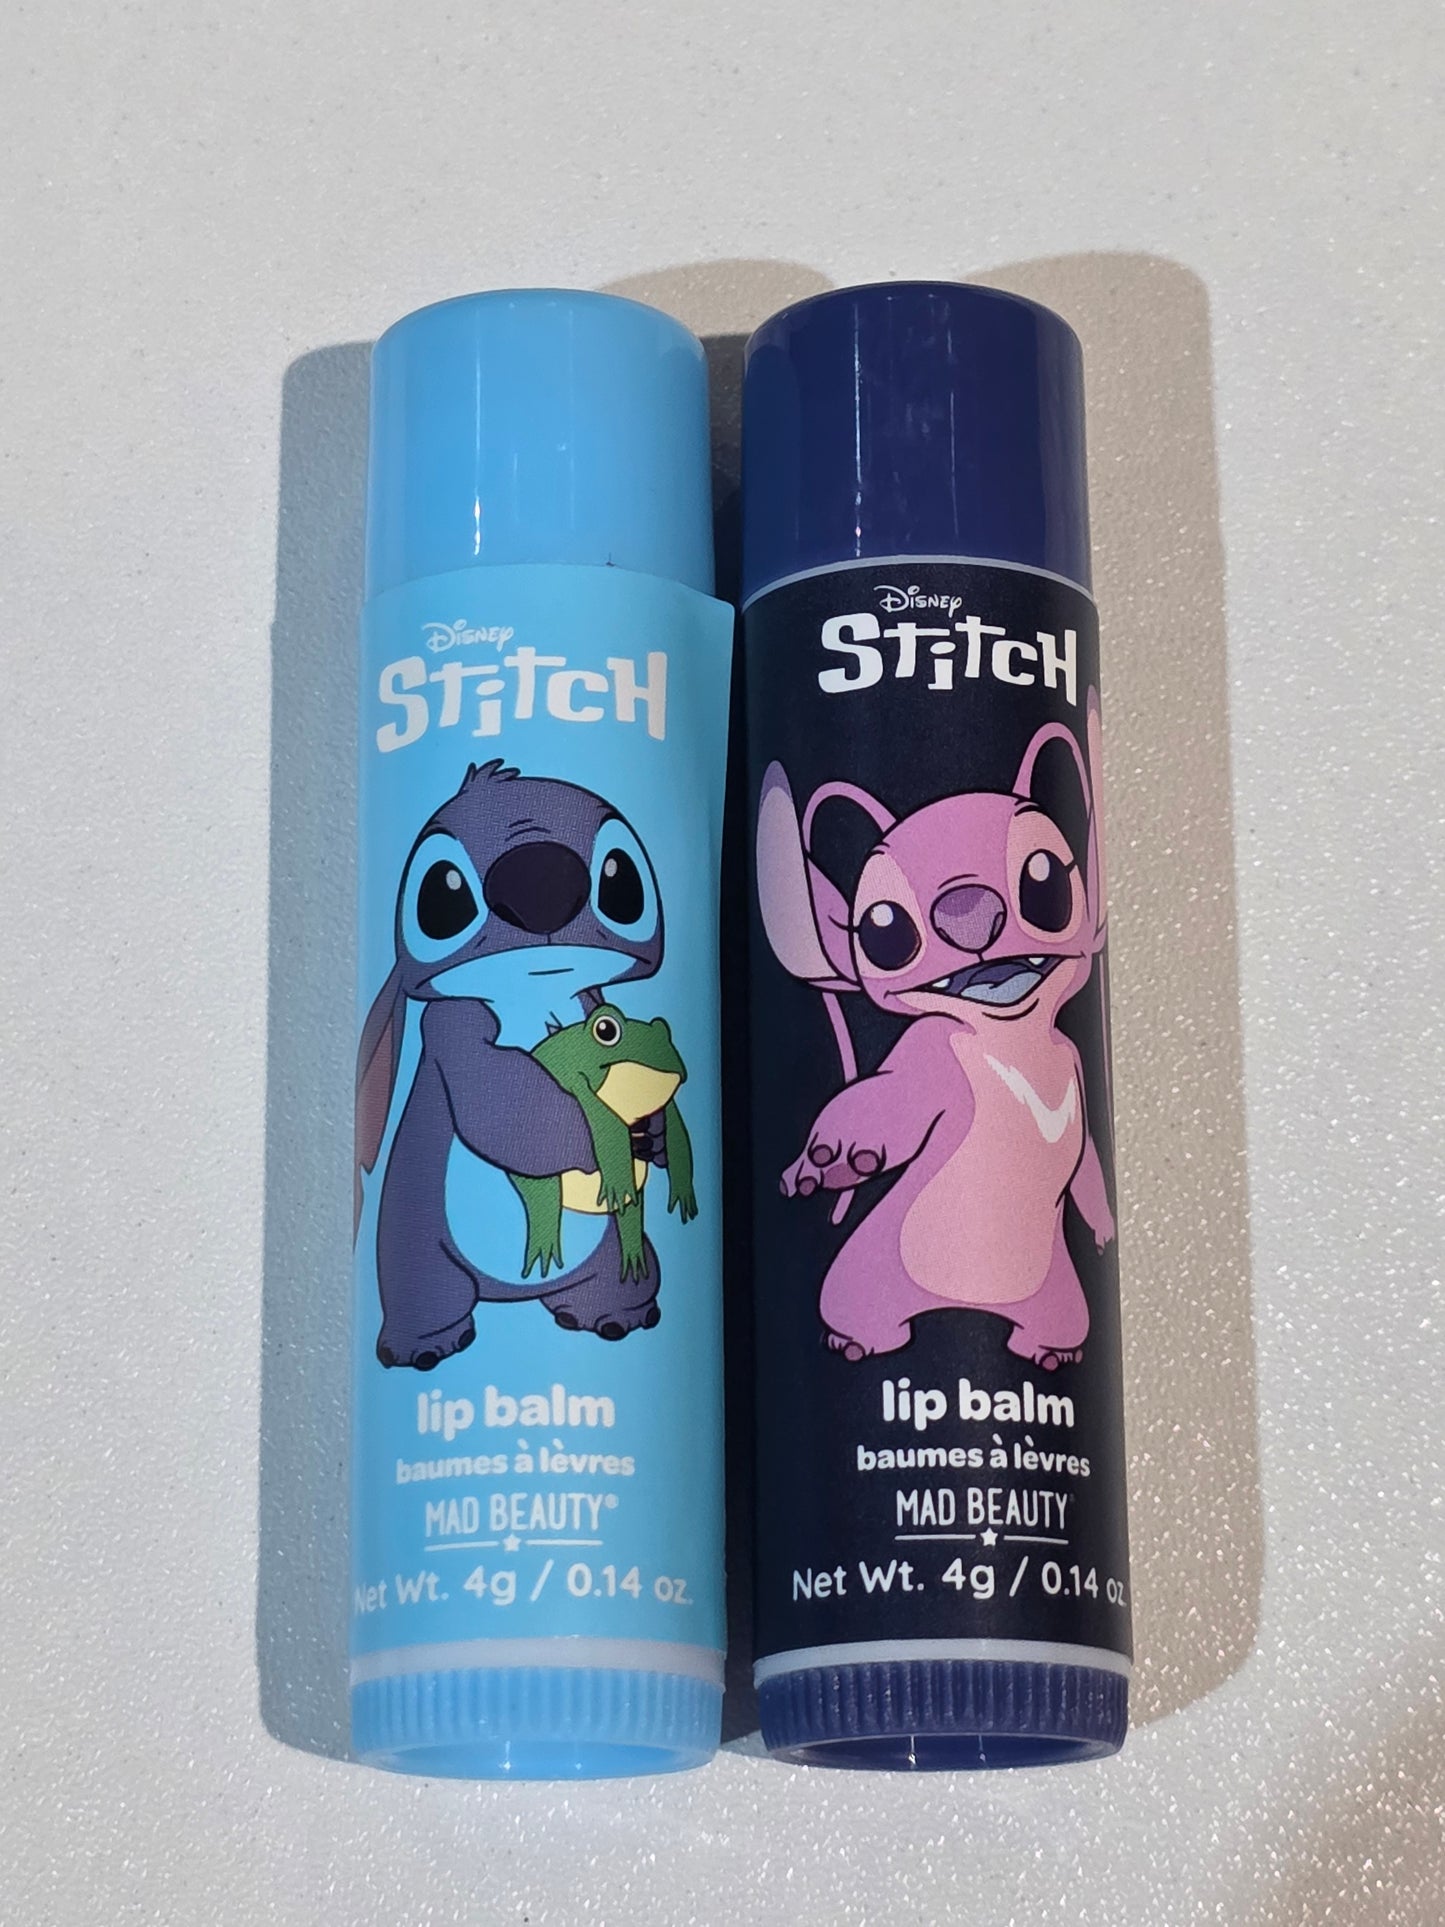 Disney
Stitch
lip balm
baumes à lèvres
MAD BEAUTY®
Net Wt. 4g / 0.14 oz.
Disney
Stitch
lip balm
baumes à lèvres
MAD BEAUTY
Net Wt. 4g / 0.14 oz